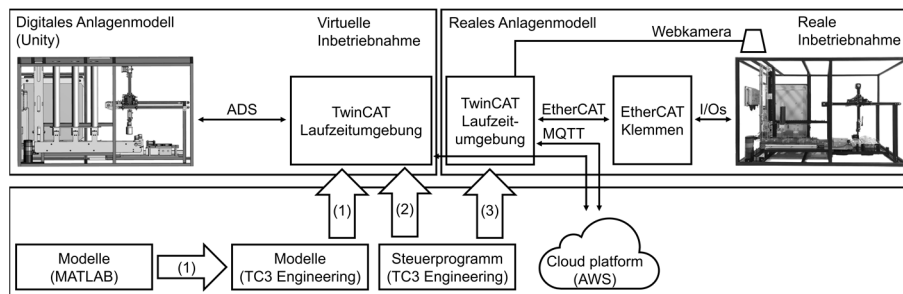 Digitales Anlagenmodell
(Unity)
Virtuelle
Inbetriebnahme
Reales Anlagenmodell
Webkamera
Reale
Inbetriebnahme
ADS
TwinCAT
Laufzeitumgebung
TwinCAT
Laufzeit-
umgebung
EtherCAT
MQTT
EtherCAT
Klemmen
I/Os
(1)
(2)
(3)
Modelle
(MATLAB)
(1)
Modelle
(TC3 Engineering)
Steuerprogramm
(TC3 Engineering)
Cloud platform
(AWS)